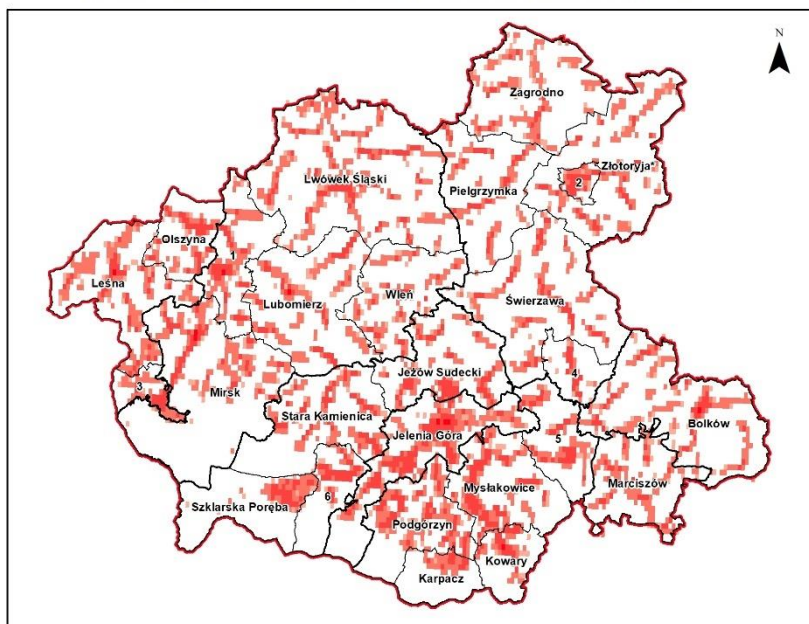 N
Zagrodno
Złotoryja*
2
Lwówek Śląski
Pielgrzymka
Olszyna
1
Leśna
Lubomierz
Wleń
Świerzawa
3
Mirsk
Jeżów Sudecki
4
Stara Kamienica
Bolków
Jelenia Góra
5
Szklarska Poręba
6
Mysłakowice
Marciszów
Podgórzyn
Kowary
Karpacz